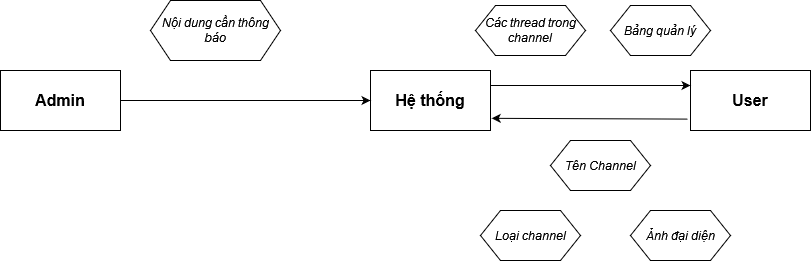 Nội dung cần thông
báo
Các thread trong
channel
Bảng quản lý
Admin
Hệ thống
User
Tên Channel
Loại channel
Ảnh đại diện